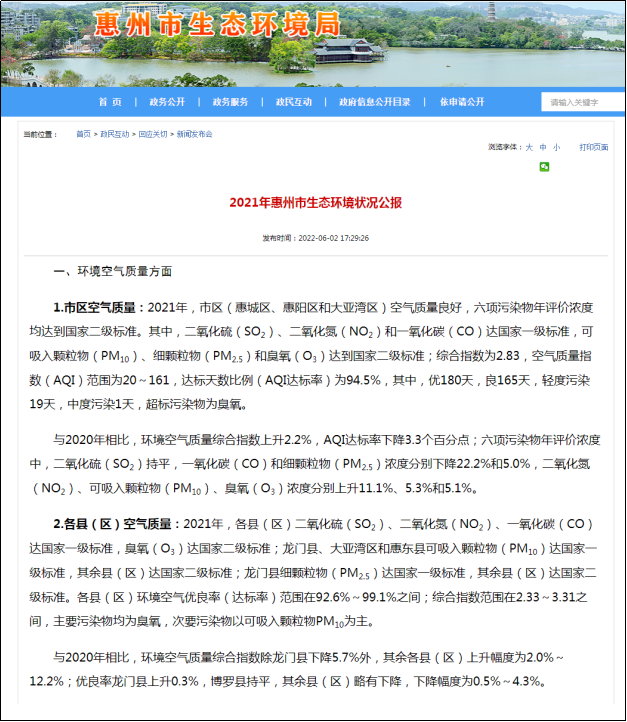 惠州市生态环境局
首 页 | 政务公开 | 政务服务 | 政民互动 | 政府信息公开目录 | 依申请公开 请输入关键字
当前位置: 首页 > 政民互动 > 回应关切 > 新闻发布会
浏览字体: 大 中 小 打印页面
2021年惠州市生态环境状况公报
发布时间:2022-06-02 17:29:26
一、环境空气质量方面
1.市区空气质量:2021年,市区(惠城区、惠阳区和大亚湾区)空气质量良好,六项污染物年评价浓度
均达到国家二级标准。其中,二氧化硫(SO2)、二氧化氮(NO2)和一氧化碳(CO)达国家一级标准,可
吸入颗粒物(PM10)、细颗粒物(PM2.5)和臭氧(O3)达到国家二级标准;综合指数为2.83,空气质量指
数(AQI)范围为20~161,达标天数比例(AQI达标率)为94.5%,其中,优180天,良165天,轻度污染
19天,中度污染1天,超标污染物为臭氧。
与2020年相比,环境空气质量综合指数上升2.2%,AQI达标率下降3.3个百分点;六项污染物年评价浓度
中,二氧化硫(SO2)持平,一氧化碳(CO)和细颗粒物(PM2.5)浓度分别下降22.2%和5.0%,二氧化氮
(NO2)、可吸入颗粒物(PM10)、臭氧(O3)浓度分别上升11.1%、5.3%和5.1%。
2.各县(区)空气质量:2021年,各县(区)二氧化硫(SO2)、二氧化氮(NO2)、一氧化碳(CO)
达国家一级标准,臭氧(O3)达国家二级标准;龙门县、大亚湾区和惠东县可吸入颗粒物(PM10)达国家一
级标准,其余县(区)达国家二级标准;龙门县细颗粒物(PM2.5)达国家一级标准,其余县(区)达国家二
级标准。各县(区)环境空气优良率(达标率)范围在92.6%~99.1%之间;综合指数范围在2.33~3.31之
间,主要污染物均为臭氧,次要污染物以可吸入颗粒物PM10为主。
与2020年相比,环境空气质量综合指数除龙门县下降5.7%外,其余各县(区)上升幅度为2.0%~
12.2%;优良率龙门县上升0.3%,博罗县持平,其余县(区)略有下降,下降幅度为0.5%~4.3%。